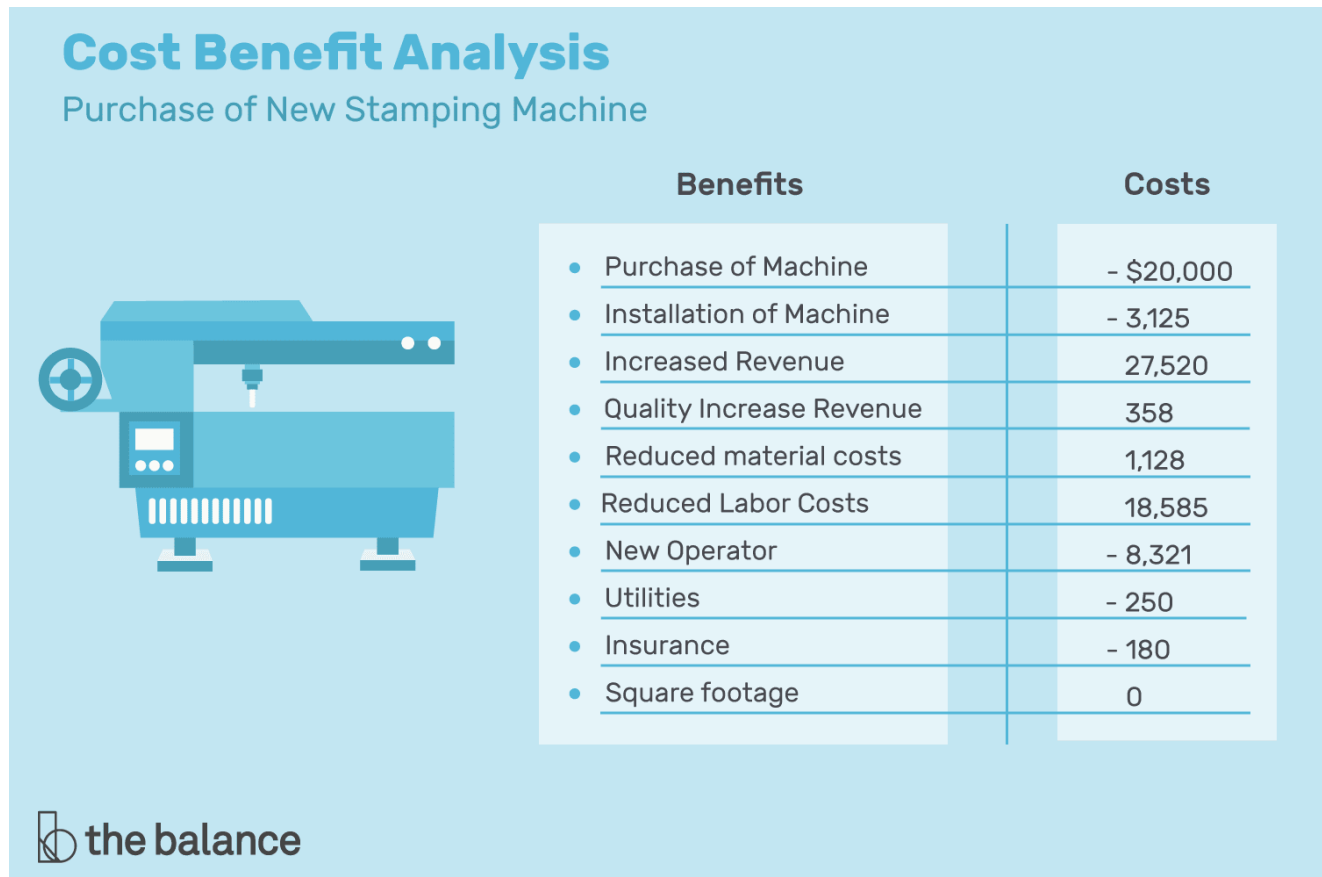 Cost Benefit Analysis
Purchase of New Stamping Machine
Benefits Costs
• Purchase of Machine - $20,000
• Installation of Machine - 3,125
• Increased Revenue 27,520
• Quality Increase Revenue 358
• Reduced material costs 1,128
• Reduced Labor Costs 18,585
• New Operator - 8,321
• Utilities - 250
• Insurance - 180
• Square footage 0
the balance